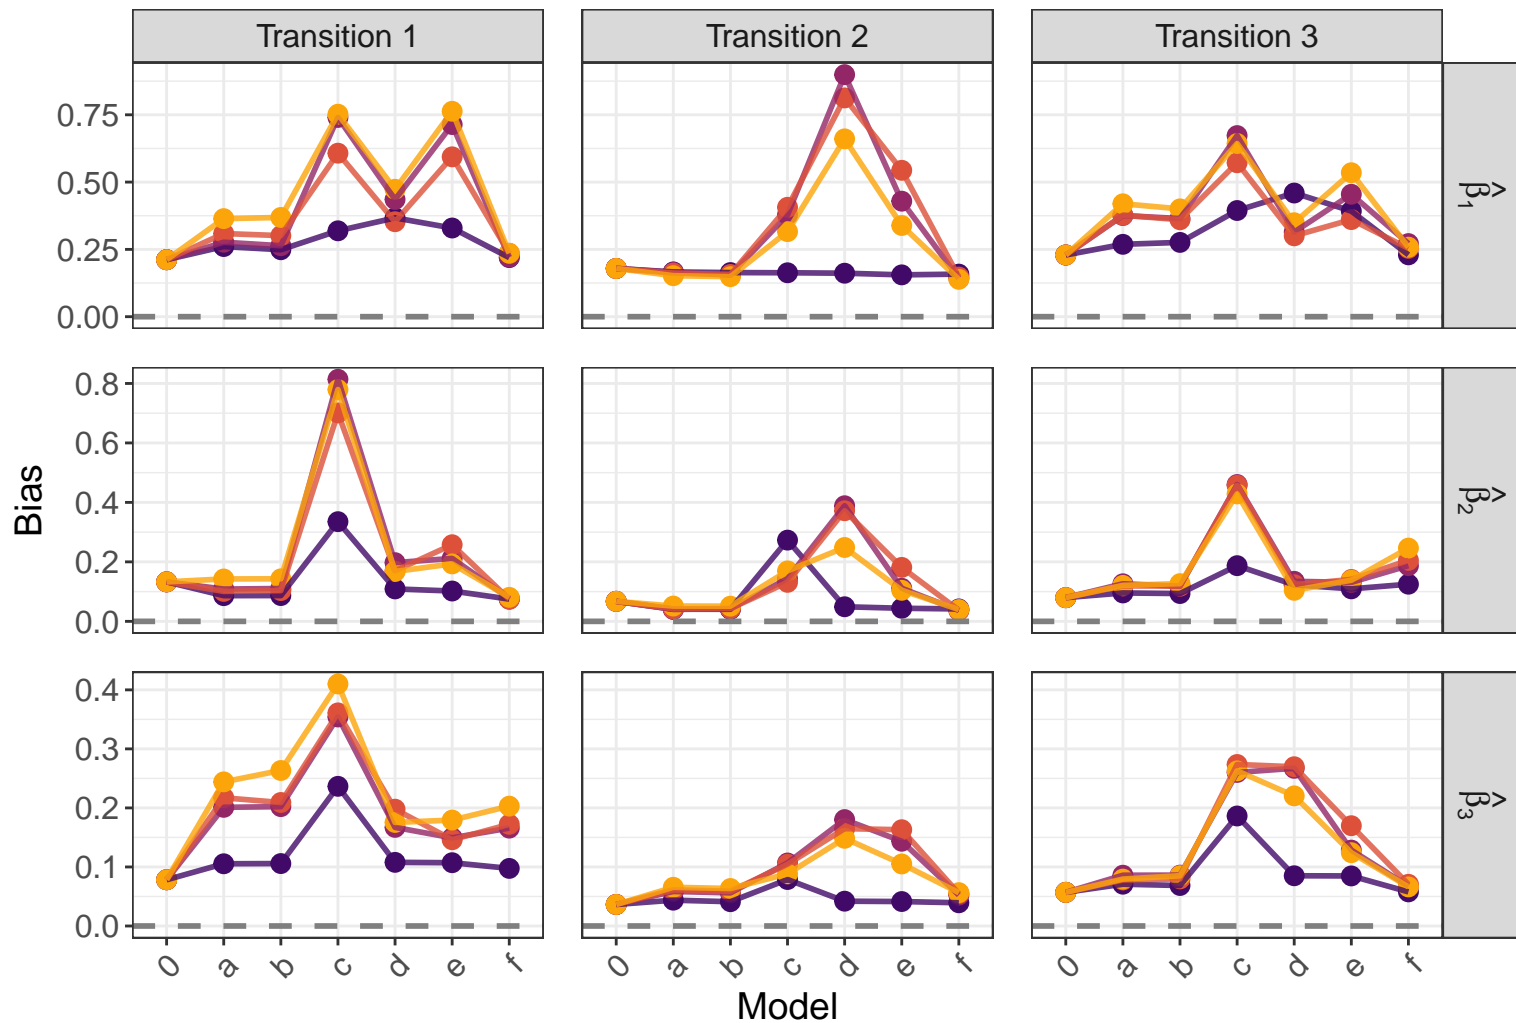 Transition 1
Transition 2
Transition 3
0.75
0.50
0.25
0.00
β̂₁
0.8
0.6
0.4
0.2
0.0
β̂₂
0.4
0.3
0.2
0.1
0.0
β̂₃
Bias
0 a b c d e f
0 a b c d e f
0 a b c d e f
Model